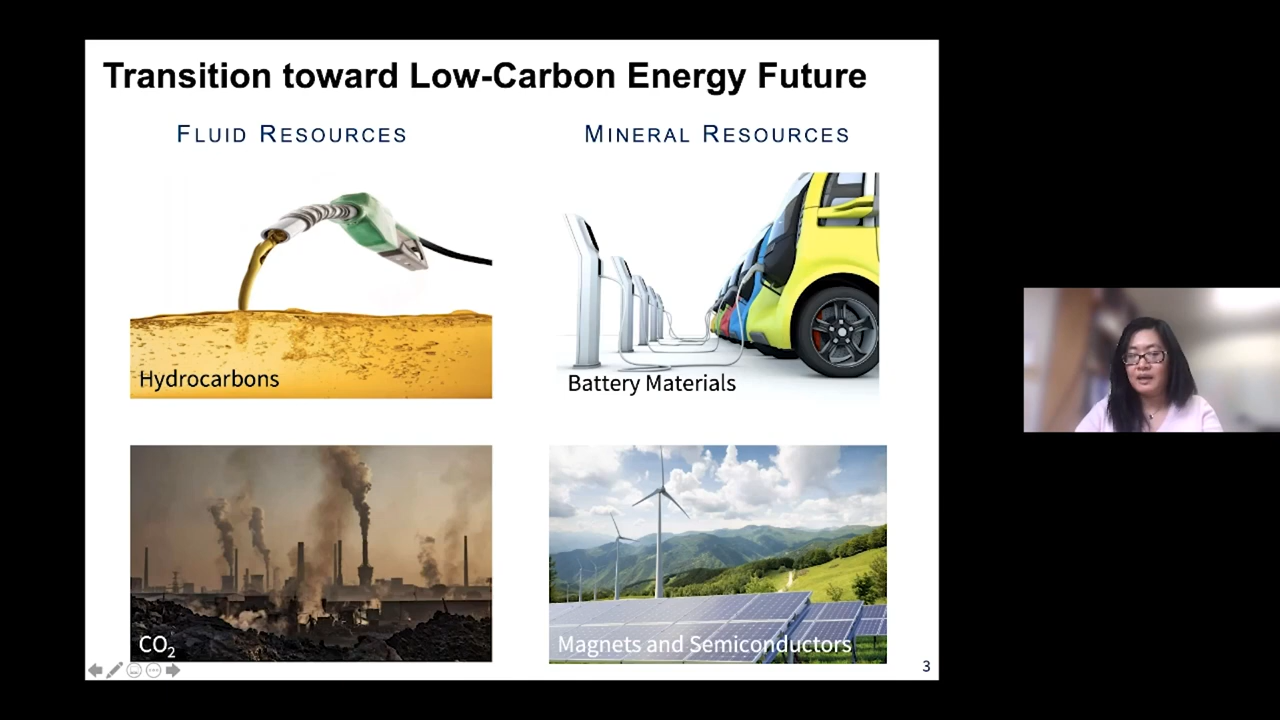 Transition toward Low-Carbon Energy Future
FLUID RESOURCES
MINERAL RESOURCES
Hydrocarbons
Battery Materials
CO₂
Magnets and Semiconductors
3